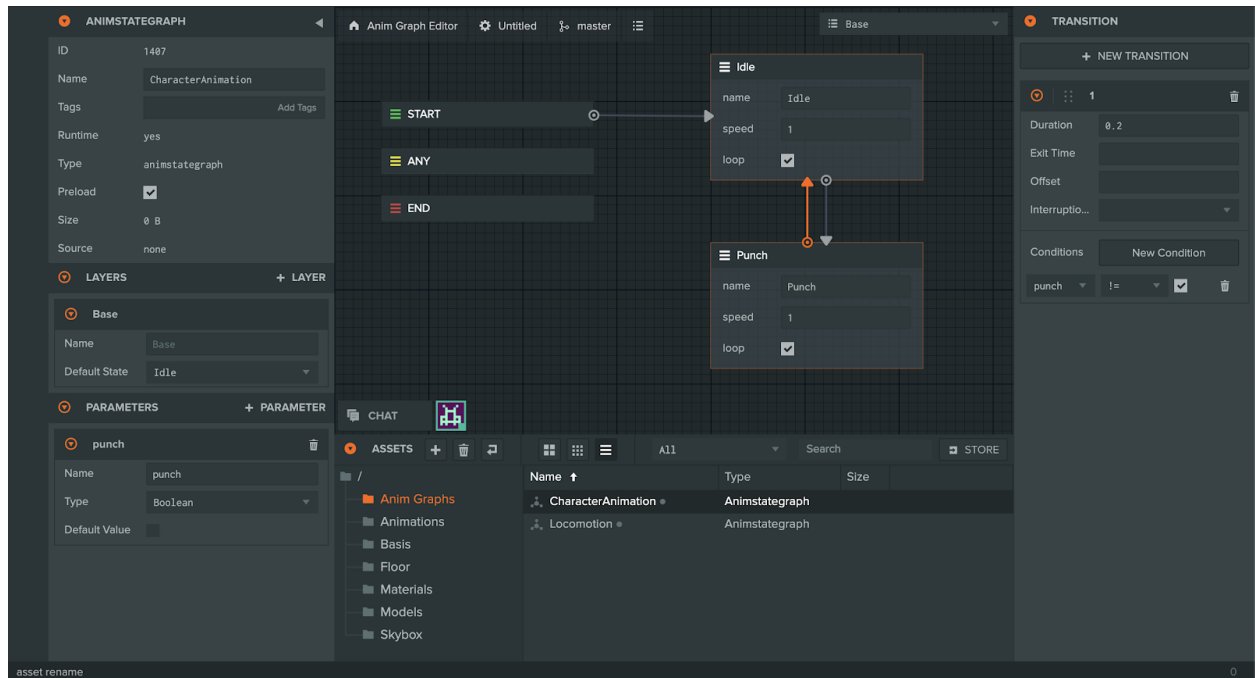 ANIMSTATEGRAPH
ID 1407
Name CharacterAnimation
Tags Add Tags
Runtime yes
Type animstategraph
Preload
Size 0 B
Source none
LAYERS + LAYER
Base
Name Base
Default State Idle
PARAMETERS + PARAMETER
punch
Name punch
Type Boolean
Default Value
Anim Graph Editor Untitled master Base
START
ANY
END
Idle
name Idle
speed 1
loop
Punch
name Punch
speed 1
loop
CHAT
ASSETS All Search STORE
/
Anim Graphs
Animations
Basis
Floor
Materials
Models
Skybox
Name Type Size
CharacterAnimation Animstategraph
Locomotion Animstategraph
TRANSITION
+ NEW TRANSITION
1
Duration 0.2
Exit Time
Offset
Interruptio...
Conditions New Condition
punch !=
asset rename 0